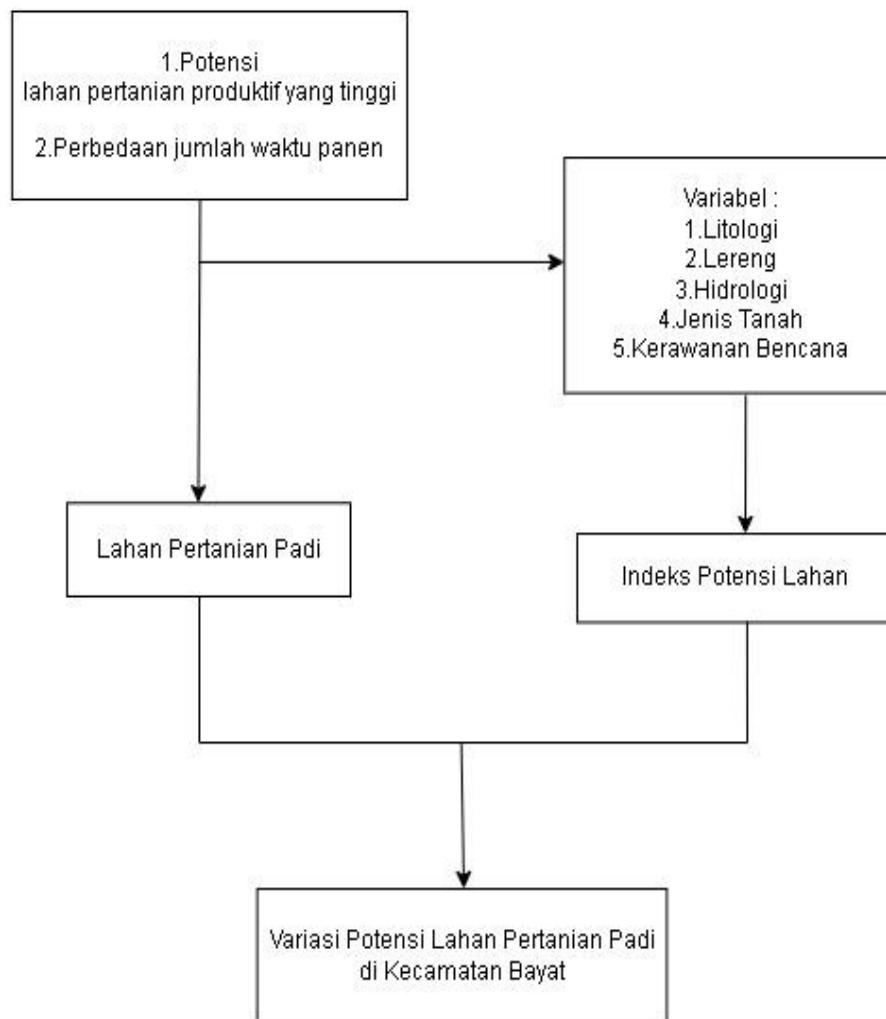 1.Potensi
lahan pertanian produktif yang tinggi
2.Perbedaan jumlah waktu panen
Variabel :
1.Litologi
2.Lereng
3.Hidrologi
4.Jenis Tanah
5.Kerawanan Bencana
Lahan Pertanian Padi
Indeks Potensi Lahan
Variasi Potensi Lahan Pertanian Padi
di Kecamatan Bayat